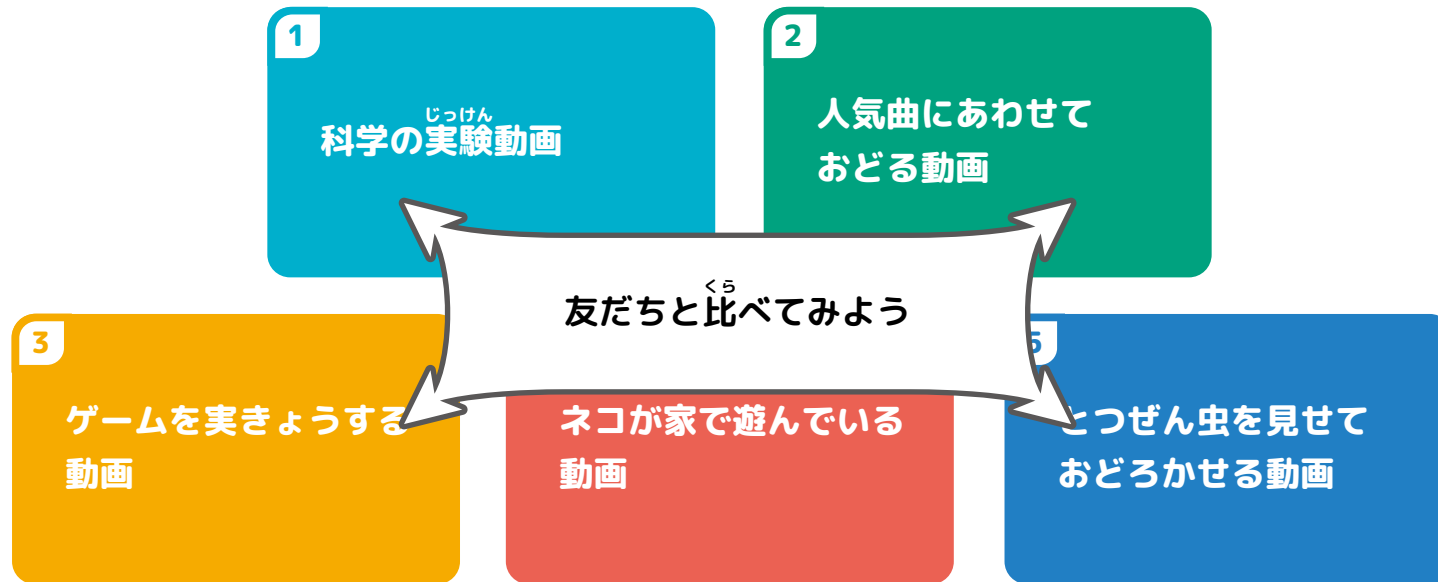 1
じっけん
科学の実験動画
2
人気曲にあわせて
おどる動画
くら
友だちと比べてみよう
3
ゲームを実きょうする
動画
ネコが家で遊んでいる
動画
5
とつぜん虫を見せて
おどろかせる動画